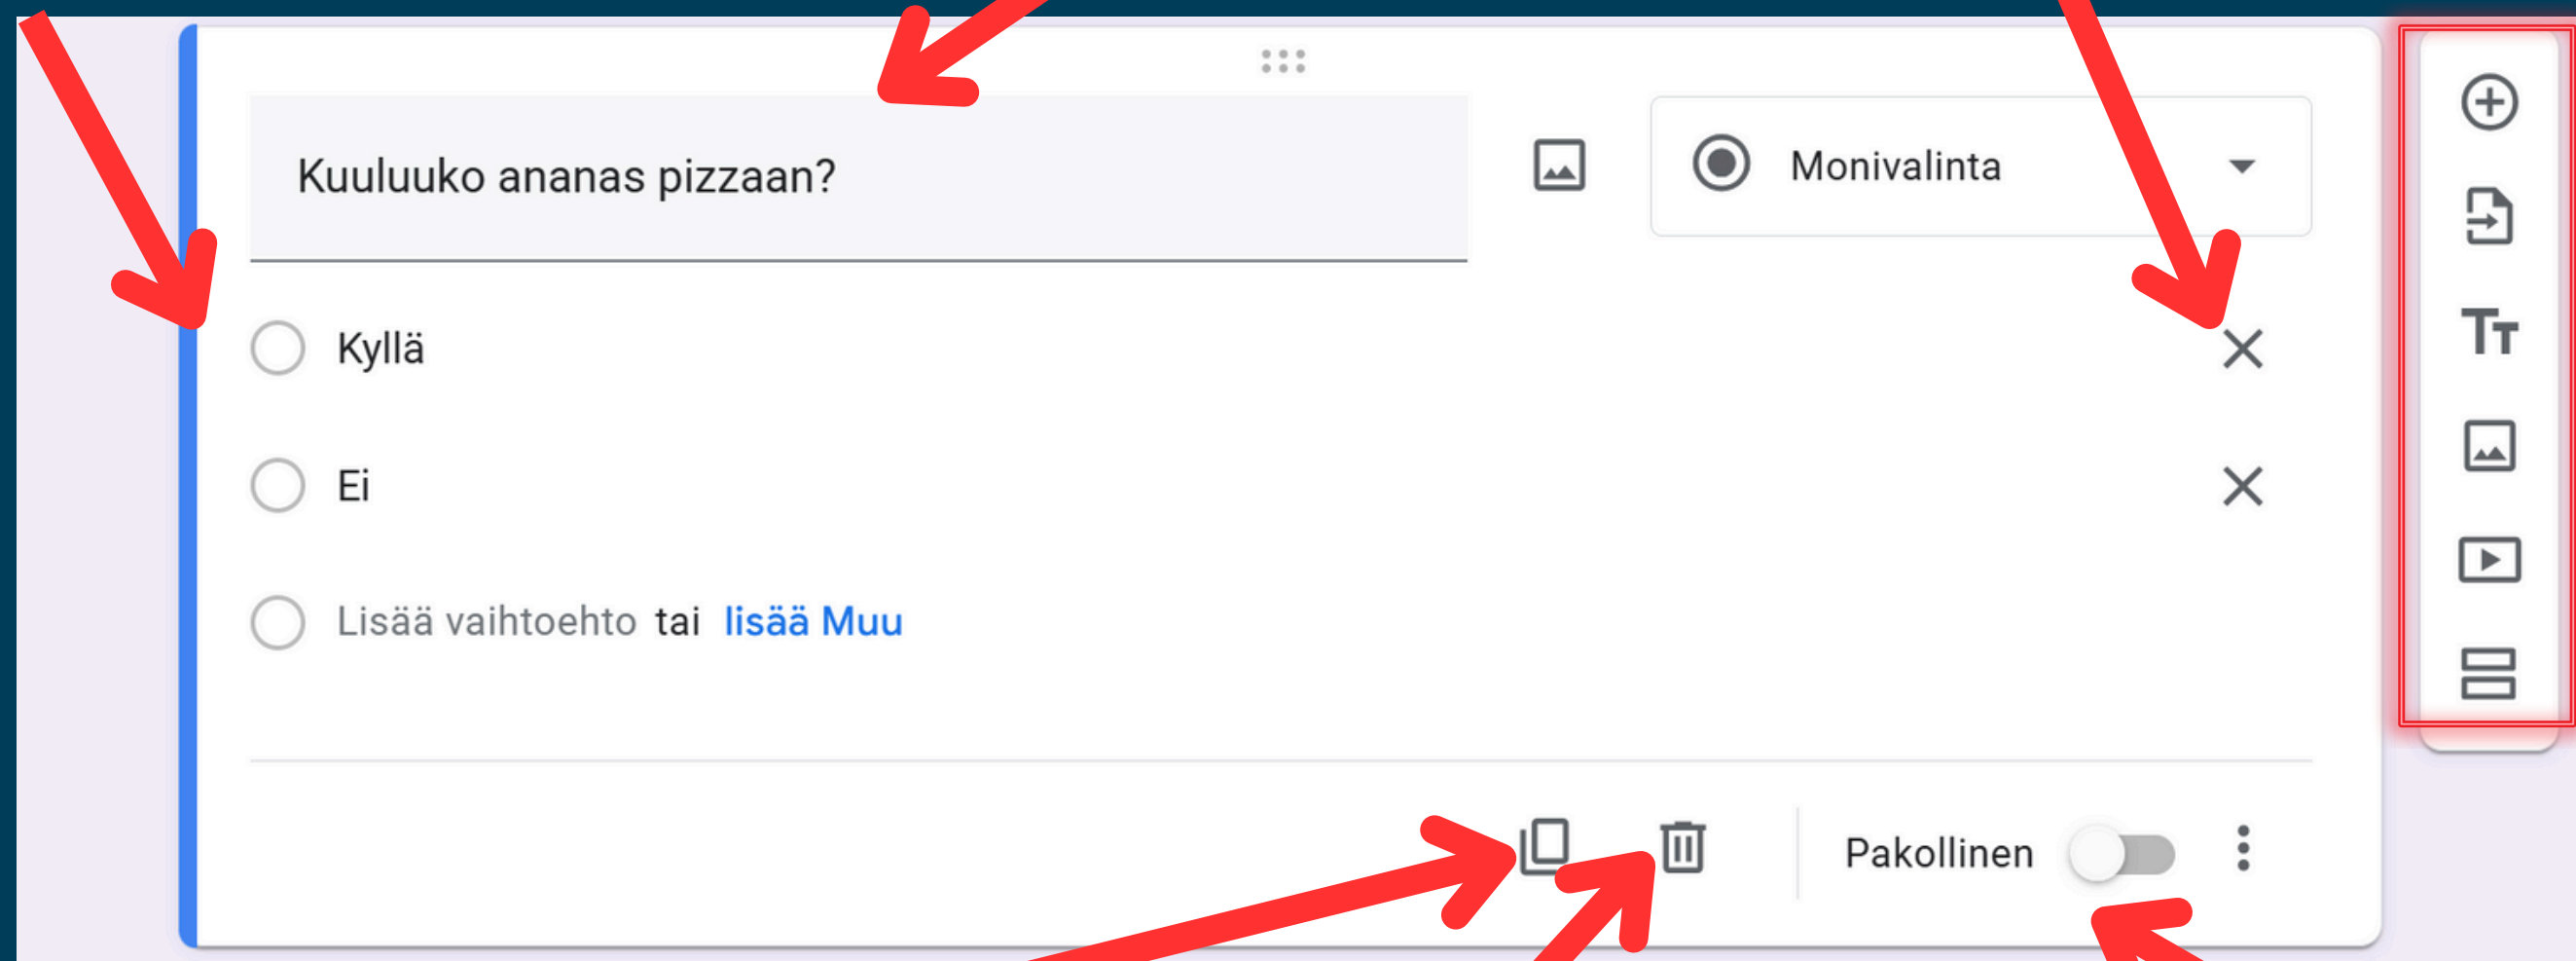 Kuuluuko ananas pizzaan?
Monivalinta
Kyllä
Ei
Lisää vaihtoehto tai lisää Muu
Pakollinen